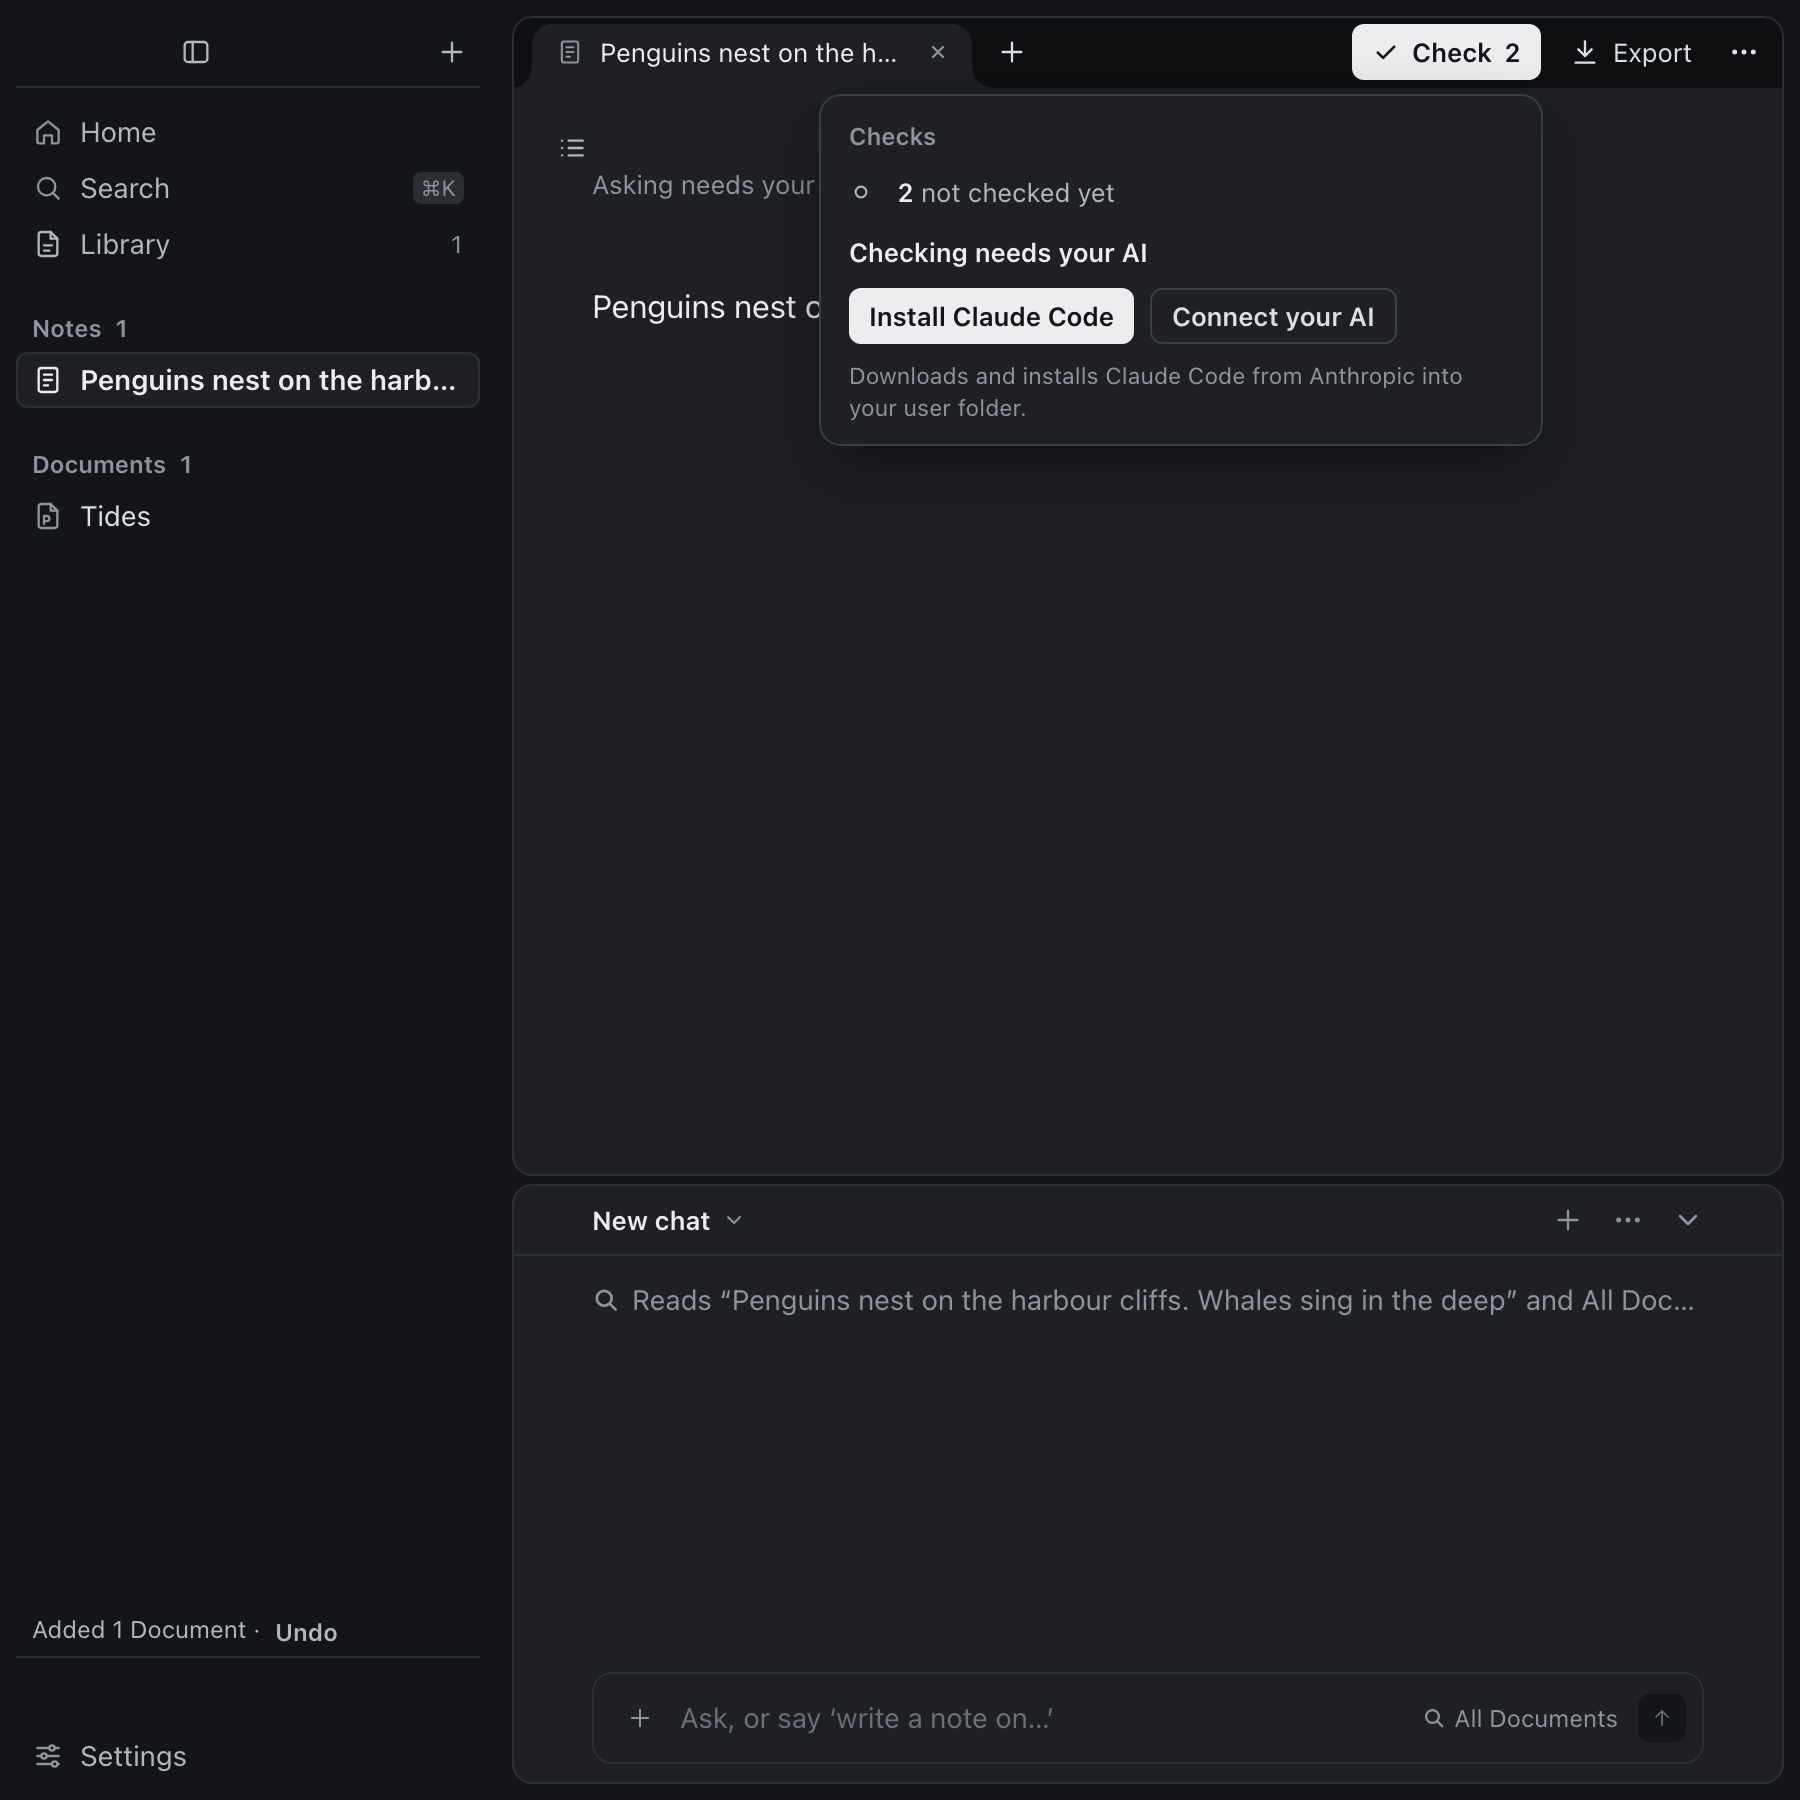 Home
Search ⌘K
Library 1
Notes 1
Penguins nest on the harb...
Documents 1
Tides
Added 1 Document · Undo
Settings
Penguins nest on the h...
Check 2
Export
Asking needs your
Penguins nest
Checks
2 not checked yet
Checking needs your AI
Install Claude Code
Connect your AI
Downloads and installs Claude Code from Anthropic into
your user folder.
New chat
Reads “Penguins nest on the harbour cliffs. Whales sing in the deep” and All Doc...
Ask, or say ‘write a note on...’
All Documents